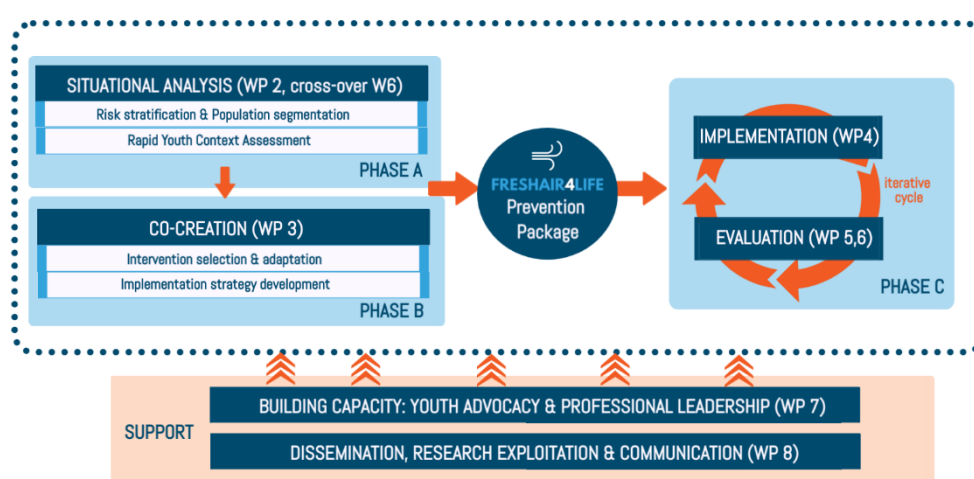 SITUATIONAL ANALYSIS (WP 2, cross-over W6)
Risk stratification & Population segmentation
Rapid Youth Context Assessment
PHASE A
CO-CREATION (WP 3)
Intervention selection & adaptation
Implementation strategy development
PHASE B
FRESHAIR4LIFE
Prevention
Package
IMPLEMENTATION (WP4)
iterative
cycle
EVALUATION (WP 5,6)
PHASE C
SUPPORT
BUILDING CAPACITY: YOUTH ADVOCACY & PROFESSIONAL LEADERSHIP (WP 7)
DISSEMINATION, RESEARCH EXPLOITATION & COMMUNICATION (WP 8)